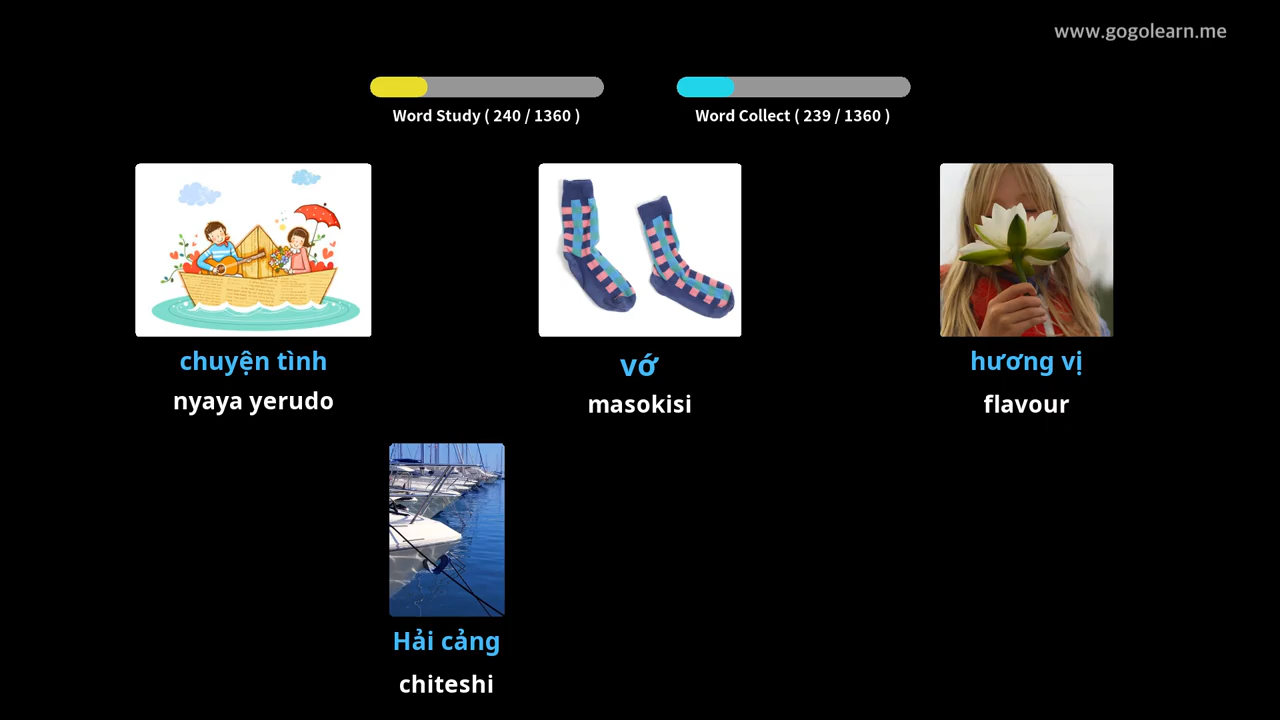 www.gogolearn.me
Word Study ( 240 / 1360 )
Word Collect ( 239 / 1360 )
chuyện tình
nyaya yerudo
vớ
masokisi
hương vị
flavour
Hải cảng
chiteshi